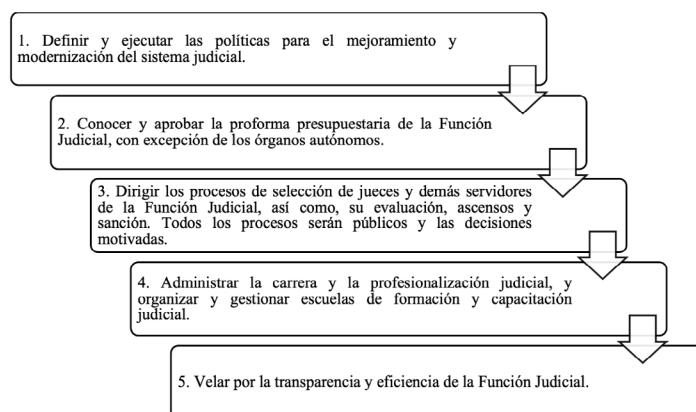 1. Definir y ejecutar las políticas para el mejoramiento y
modernización del sistema judicial.
2. Conocer y aprobar la proforma presupuestaria de la Función
Judicial, con excepción de los órganos autónomos.
3. Dirigir los procesos de selección de jueces y demás servidores
de la Función Judicial, así como, su evaluación, ascensos y
sanción. Todos los procesos serán públicos y las decisiones
motivadas.
4. Administrar la carrera y la profesionalización judicial, y
organizar y gestionar escuelas de formación y capacitación
judicial.
5. Velar por la transparencia y eficiencia de la Función Judicial.